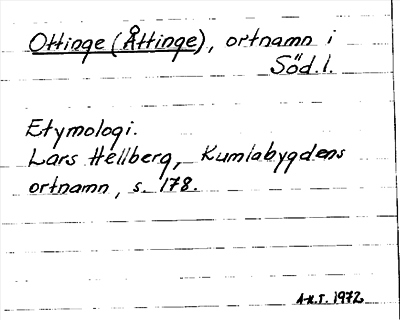 Ottinge (Åttinge), ortnamn i
Söd.l.
Etymologi.
Lars Hellberg, Kumlabygdens
ortnamn, s. 178.
A-K.T. 1972